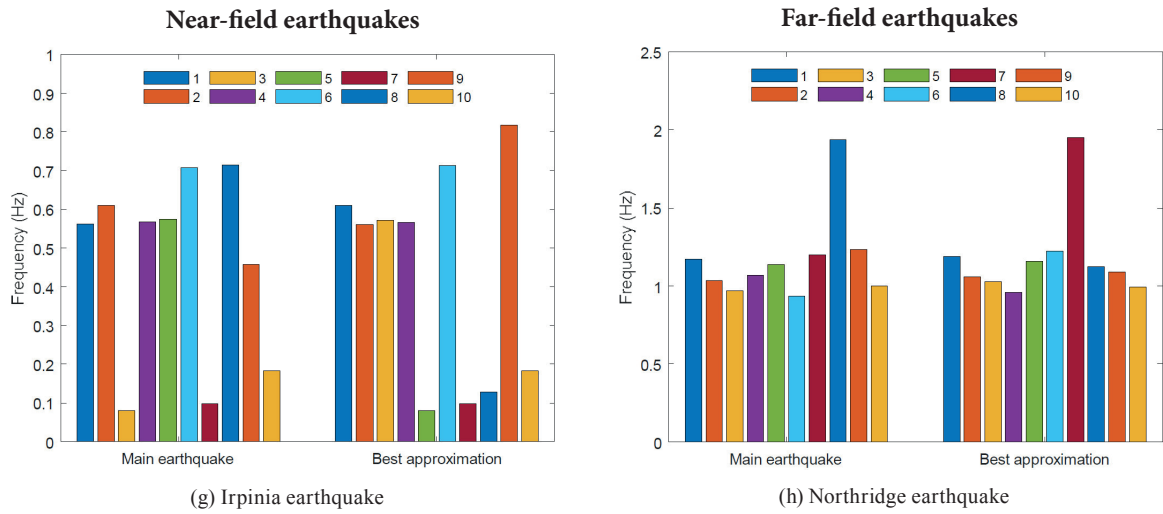 Near-field earthquakes
1
0.9
0.8
0.7
0.6
0.5
0.4
0.3
0.2
0.1
0
Frequency (Hz)
1 3 5 7 9
2 4 6 8 10
Main earthquake Best approximation
(g) Irpinia earthquake
Far-field earthquakes
2.5
2
1.5
1
0.5
0
Frequency (Hz)
1 3 5 7 9
2 4 6 8 10
Main earthquake Best approximation
(h) Northridge earthquake